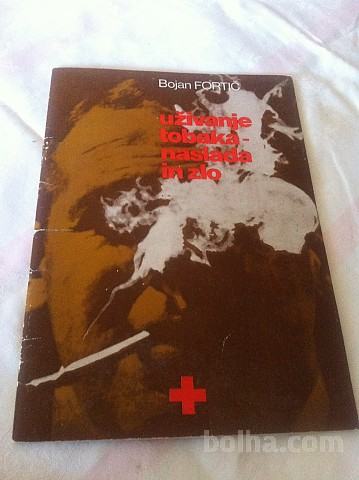 Bojan FORTIČ
uživanje
tobaka-
naslada
in zlo
bolha.com